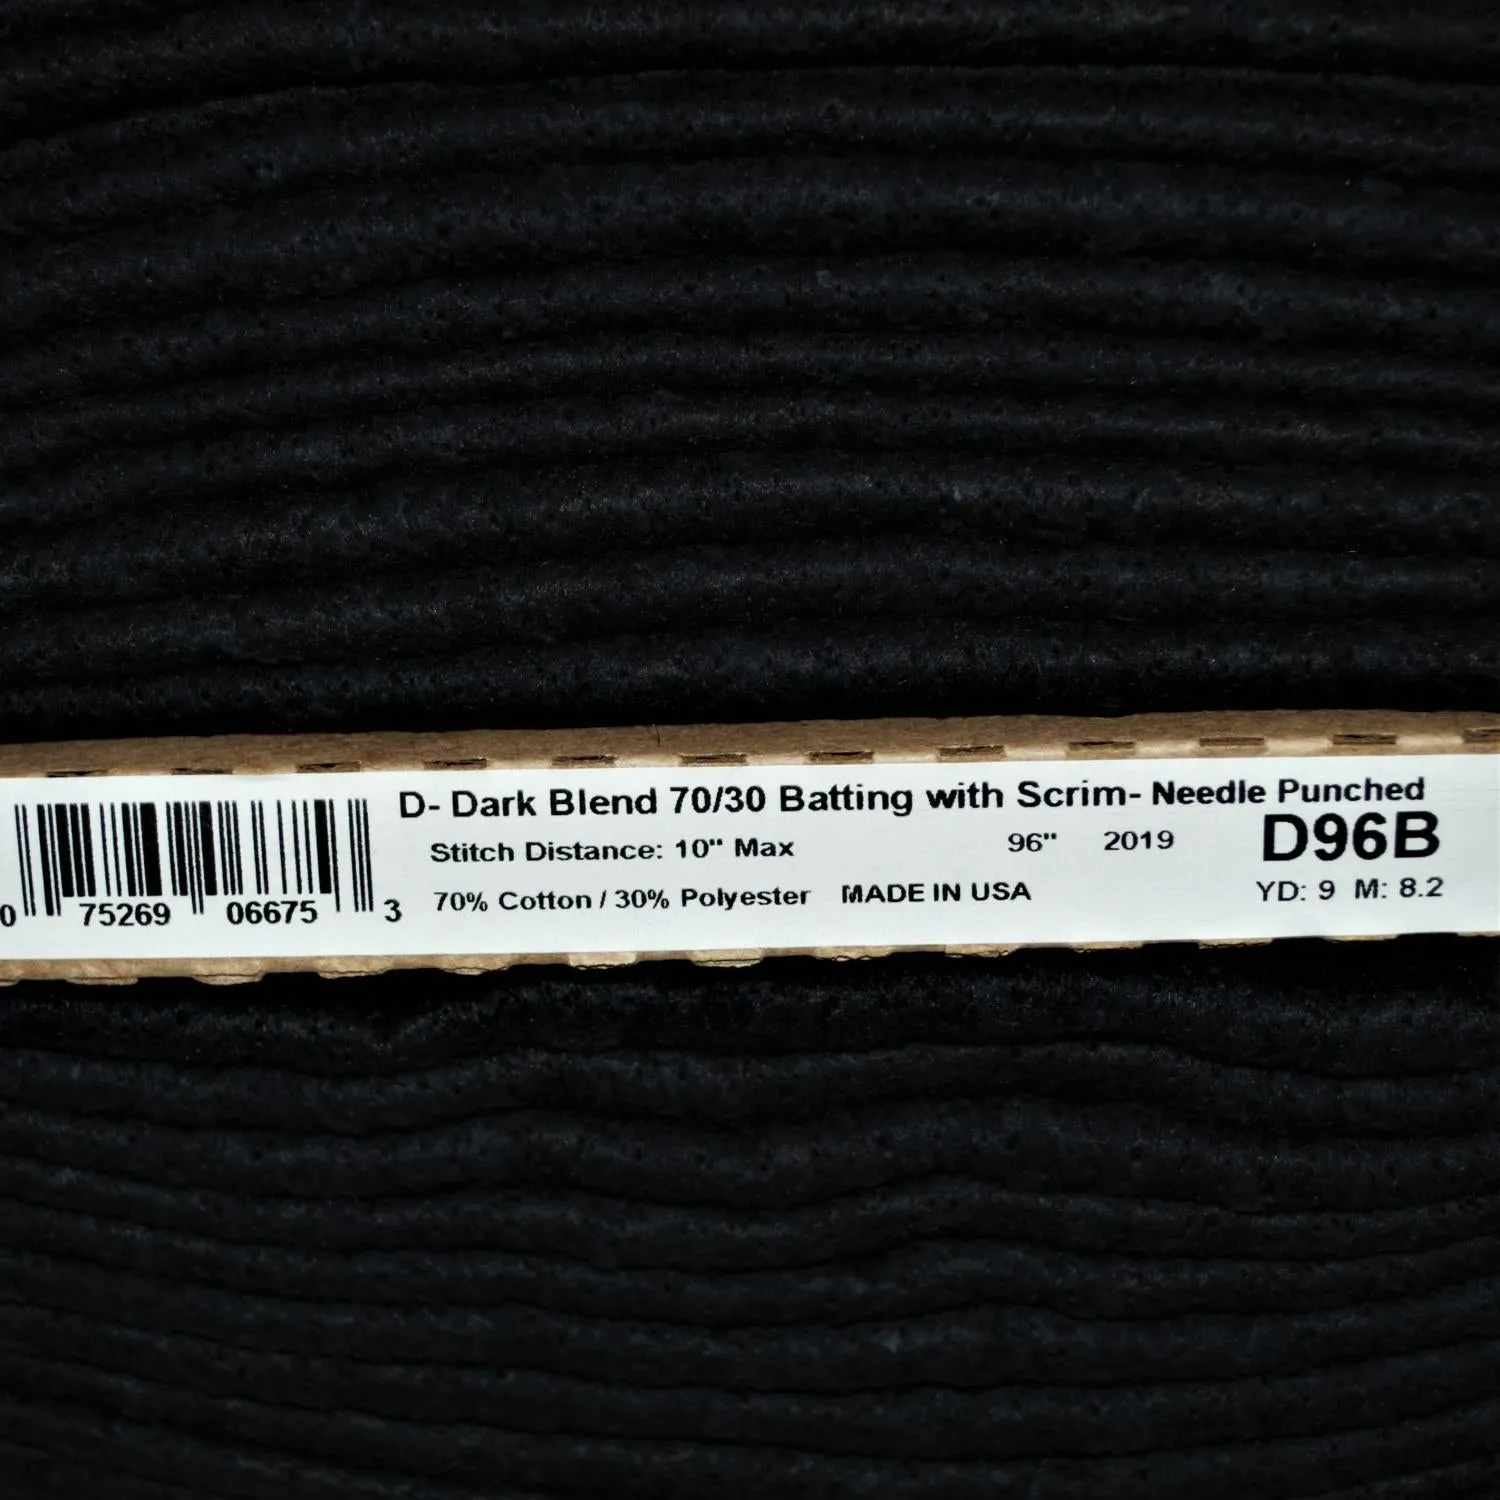 D- Dark Blend 70/30 Batting with Scrim- Needle Punched
Stitch Distance: 10" Max 96" 2019 D96B
70% Cotton / 30% Polyester MADE IN USA YD: 9 M: 8.2
0 75269 06675 3